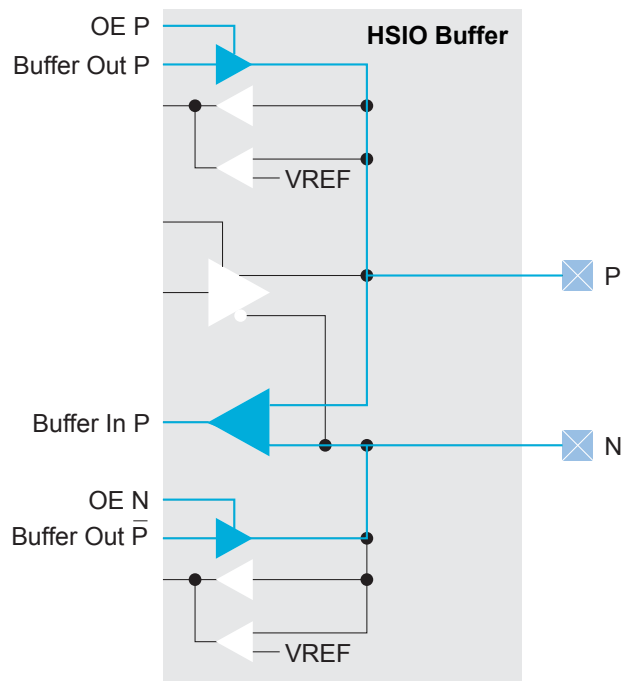 OE P
HSIO Buffer
Buffer Out P
VREF
P
Buffer In P
N
OE N
Buffer Out P̅
VREF